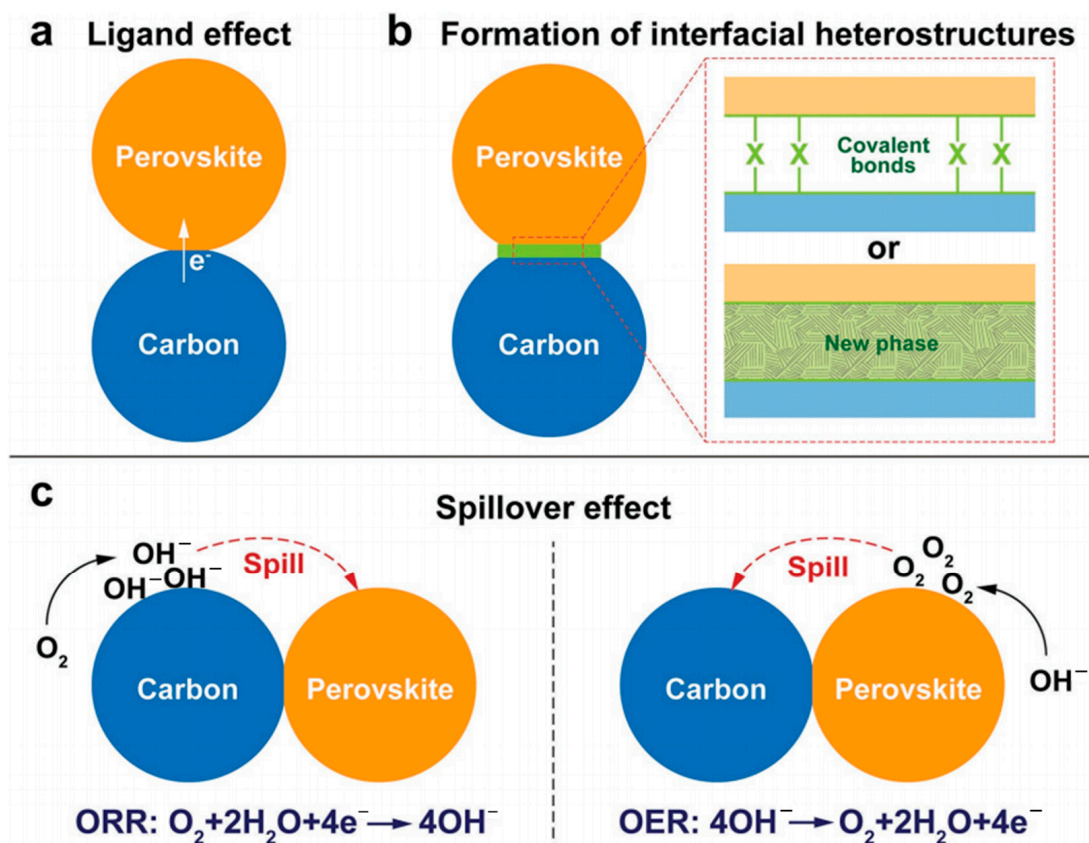 a Ligand effect
Perovskite
e⁻
Carbon
b Formation of interfacial heterostructures
Perovskite
Carbon
X X Covalent bonds X X
or
New phase
c
Spillover effect
OH⁻
OH⁻ OH⁻
Spill
O₂
Carbon
Perovskite
ORR: O₂+2H₂O+4e⁻→4OH⁻
O₂
O₂ O₂
Spill
OH⁻
Carbon
Perovskite
OER: 4OH⁻→O₂+2H₂O+4e⁻